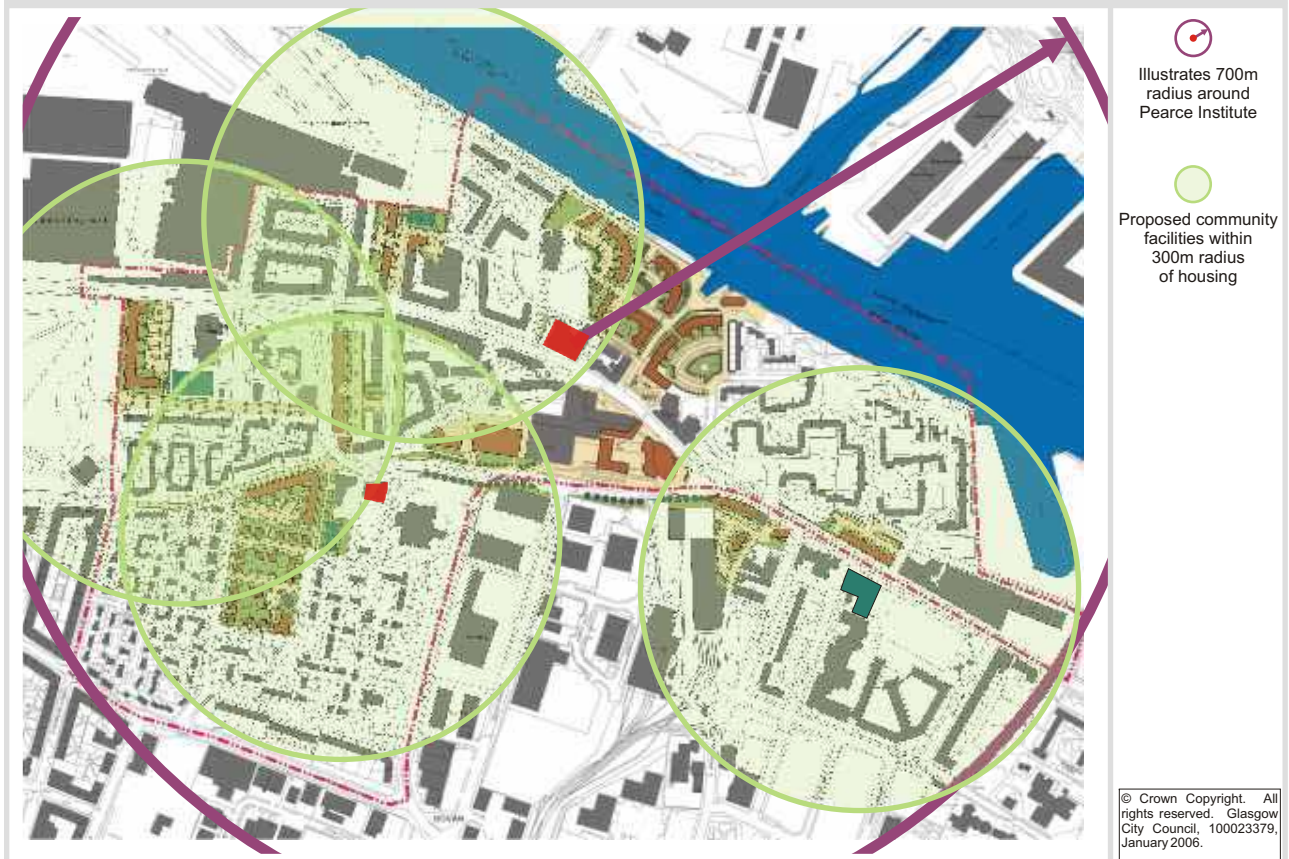 Illustrates 700m
radius around
Pearce Institute
Proposed community
facilities within
300m radius
of housing
© Crown Copyright. All
rights reserved. Glasgow
City Council, 100023379,
January 2006.